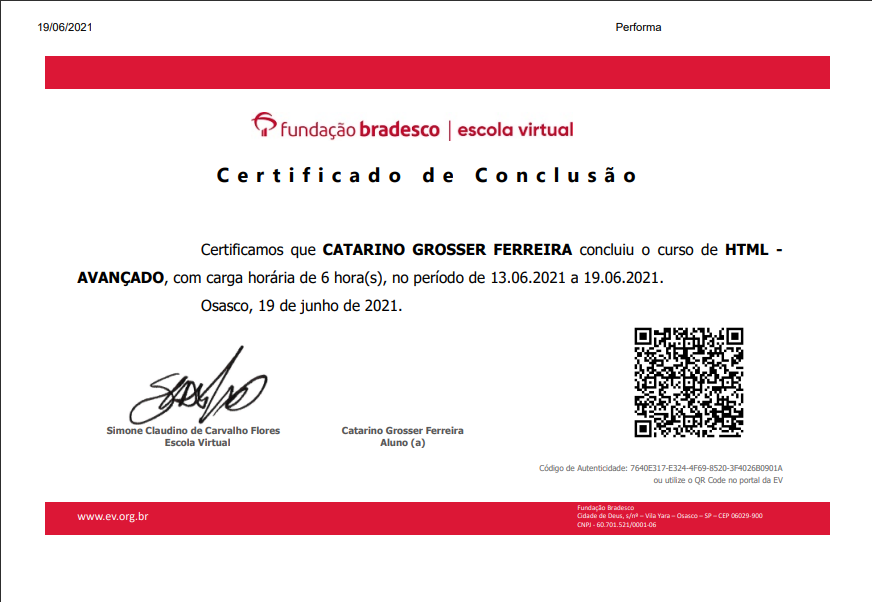 19/06/2021 Performa
fundação bradesco | escola virtual
Certificado de Conclusão
Certificamos que CATARINO GROSSER FERREIRA concluiu o curso de HTML -
AVANÇADO, com carga horária de 6 hora(s), no período de 13.06.2021 a 19.06.2021.
Osasco, 19 de junho de 2021.
Simone Claudino de Carvalho Flores
Escola Virtual
Catarino Grosser Ferreira
Aluno (a)
Código de Autenticidade: 7640E317-E324-4F69-8520-3F4026B0901A
ou utilize o QR Code no portal da EV
www.ev.org.br
Fundação Bradesco
Cidade de Deus, s/nº – Vila Yara – Osasco – SP – CEP 06029-900
CNPJ - 60.701.521/0001-06